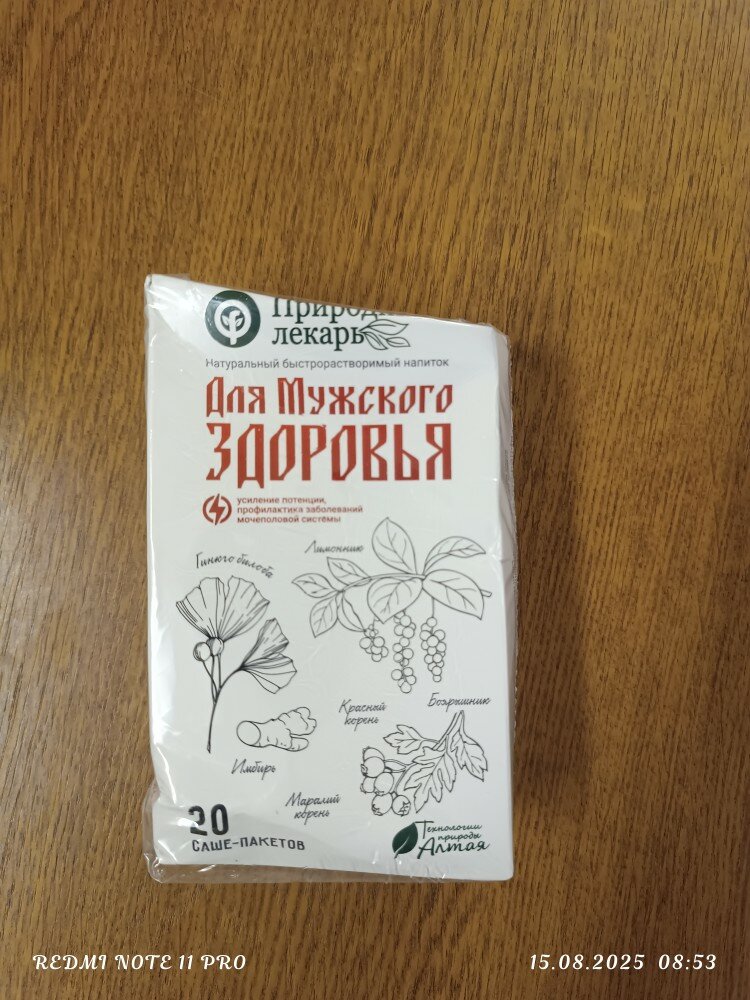 лекарь
Натуральный быстрорастворимый напиток
Для Мужского
ЗДОРОВЬЯ
усиление потенции,
профилактика заболеваний
мочеполовой системы
Гинкго билоба
Лимонник
Красный
корень
Боярышник
Имбирь
Маралий
корень
20
САШЕ-ПАКЕТОВ
Технологии
природы
Алтая
REDMI NOTE 11 PRO
15.08.2025 08:53